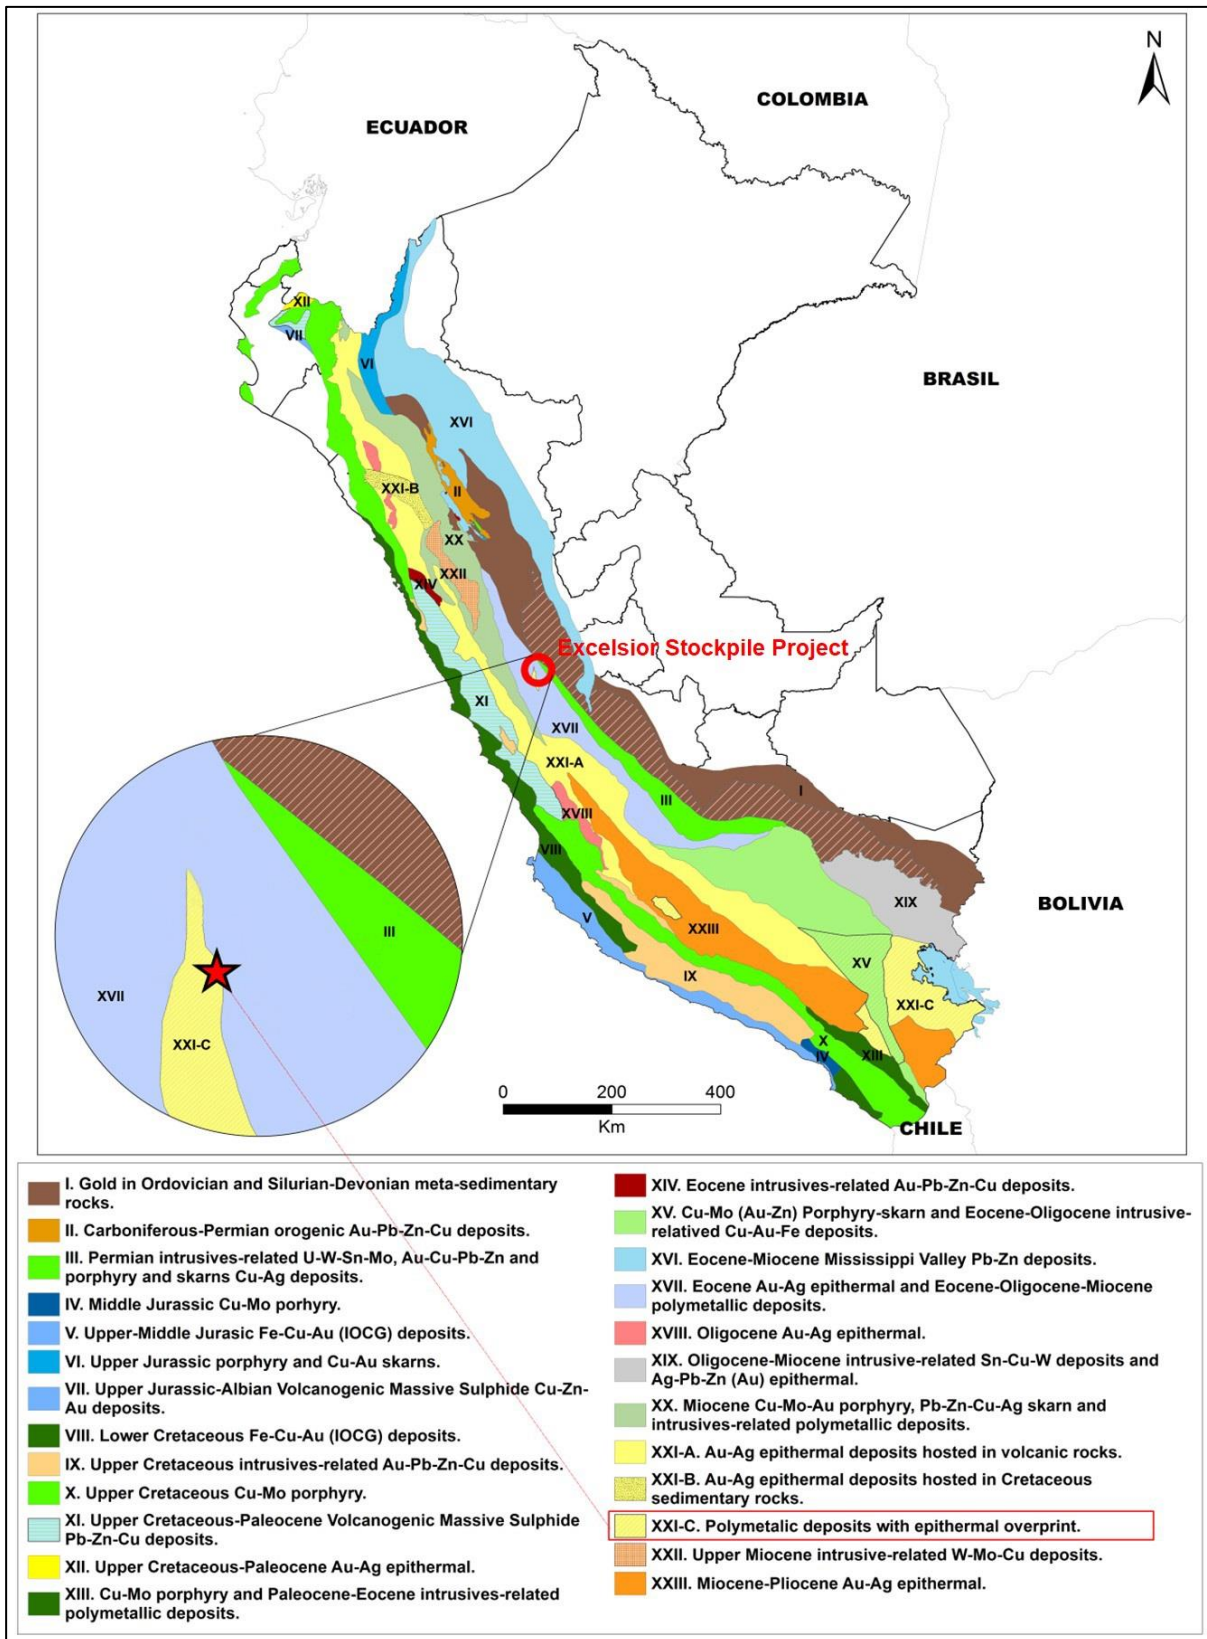 N
COLOMBIA
ECUADOR
BRASIL
XII
VII
VI
XVI
XXI-B
II
XX
XXII
XIV
Excelsior Stockpile Project
XI
XVII
XXI-A
I
III
XVIII
VIII
XIX
BOLIVIA
V
XXIII
XV
IX
XXI-C
X
IV
XIII
CHILE
III
XVII
XXI-C
0 200 400
Km
I. Gold in Ordovician and Silurian-Devonian meta-sedimentary
rocks.
II. Carboniferous-Permian orogenic Au-Pb-Zn-Cu deposits.
III. Permian intrusives-related U-W-Sn-Mo, Au-Cu-Pb-Zn and
porphyry and skarns Cu-Ag deposits.
IV. Middle Jurassic Cu-Mo porhyry.
V. Upper-Middle Jurasic Fe-Cu-Au (IOCG) deposits.
VI. Upper Jurassic porphyry and Cu-Au skarns.
VII. Upper Jurassic-Albian Volcanogenic Massive Sulphide Cu-Zn-
Au deposits.
VIII. Lower Cretaceous Fe-Cu-Au (IOCG) deposits.
IX. Upper Cretaceous intrusives-related Au-Pb-Zn-Cu deposits.
X. Upper Cretaceous Cu-Mo porphyry.
XI. Upper Cretaceous-Paleocene Volcanogenic Massive Sulphide
Pb-Zn-Cu deposits.
XII. Upper Cretaceous-Paleocene Au-Ag epithermal.
XIII. Cu-Mo porphyry and Paleocene-Eocene intrusives-related
polymetallic deposits.
XIV. Eocene intrusives-related Au-Pb-Zn-Cu deposits.
XV. Cu-Mo (Au-Zn) Porphyry-skarn and Eocene-Oligocene intrusive-
relatived Cu-Au-Fe deposits.
XVI. Eocene-Miocene Mississippi Valley Pb-Zn deposits.
XVII. Eocene Au-Ag epithermal and Eocene-Oligocene-Miocene
polymetallic deposits.
XVIII. Oligocene Au-Ag epithermal.
XIX. Oligocene-Miocene intrusive-related Sn-Cu-W deposits and
Ag-Pb-Zn (Au) epithermal.
XX. Miocene Cu-Mo-Au porphyry, Pb-Zn-Cu-Ag skarn and
intrusives-related polymetallic deposits.
XXI-A. Au-Ag epithermal deposits hosted in volcanic rocks.
XXI-B. Au-Ag epithermal deposits hosted in Cretaceous
sedimentary rocks.
XXI-C. Polymetalic deposits with epithermal overprint.
XXII. Upper Miocene intrusive-related W-Mo-Cu deposits.
XXIII. Miocene-Pliocene Au-Ag epithermal.